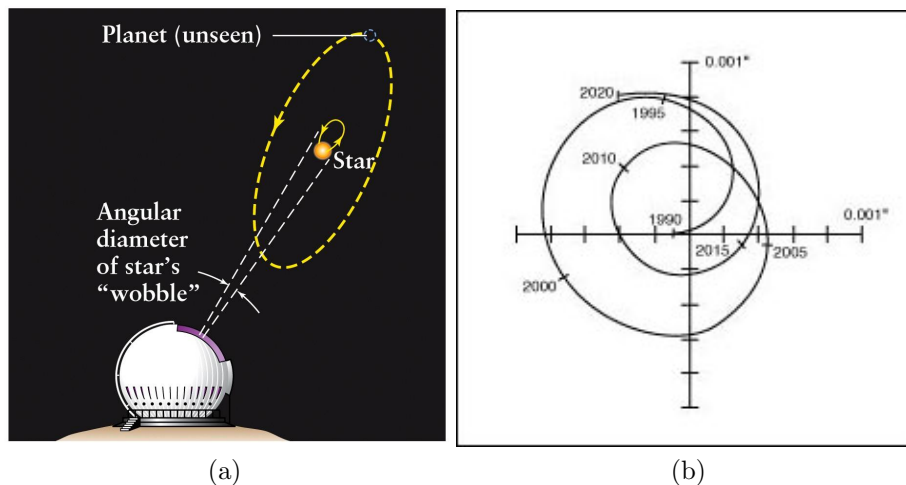 Planet (unseen)
Star
Angular
diameter
of star's
"wobble"
(a)
0.001"
2020
1995
2010
1990
0.001"
2015
2005
2000
(b)